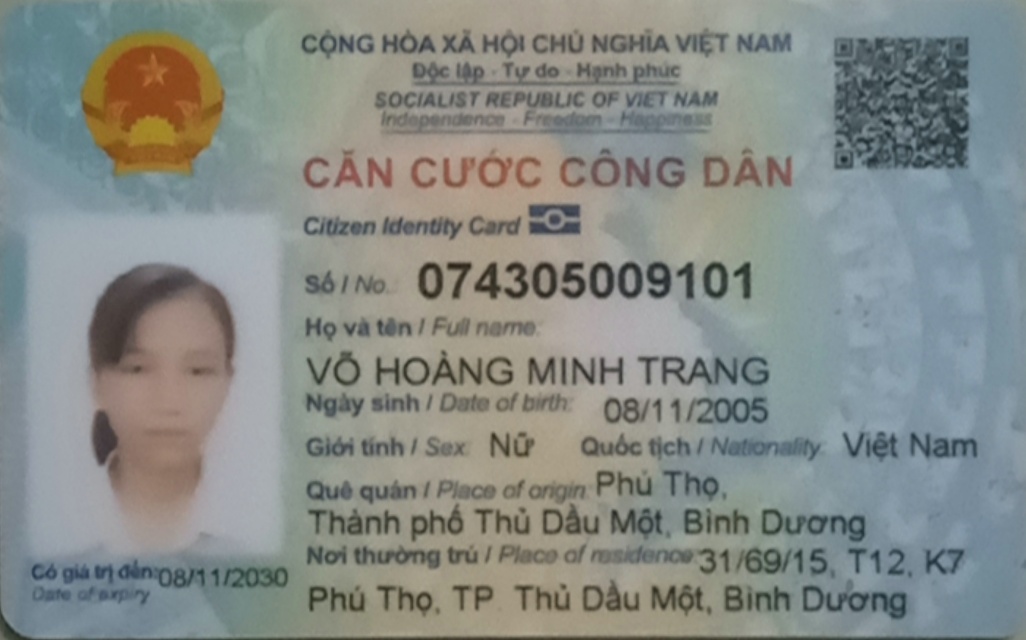 CỘNG HÒA XÃ HỘI CHỦ NGHĨA VIỆT NAM
Độc lập - Tự do - Hạnh phúc
SOCIALIST REPUBLIC OF VIET NAM
Independence - Freedom - Happiness
CĂN CƯỚC CÔNG DÂN
Citizen Identity Card
Số / No.: 074305009101
Họ và tên / Full name:
VÕ HOÀNG MINH TRANG
Ngày sinh / Date of birth: 08/11/2005
Giới tính / Sex: Nữ Quốc tịch / Nationality: Việt Nam
Quê quán / Place of origin: Phú Thọ,
Thành phố Thủ Dầu Một, Bình Dương
Nơi thường trú / Place of residence: 31/69/15, T12, K7
Phú Thọ, TP. Thủ Dầu Một, Bình Dương
Có giá trị đến: 08/11/2030
Date of expiry